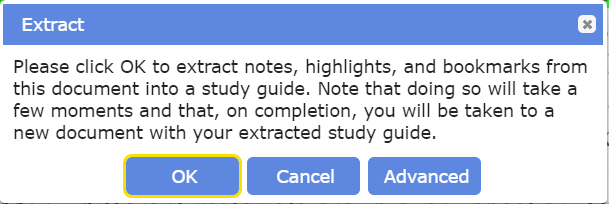 Extract
Please click OK to extract notes, highlights, and bookmarks from
this document into a study guide. Note that doing so will take a
few moments and that, on completion, you will be taken to a
new document with your extracted study guide.
OK Cancel Advanced